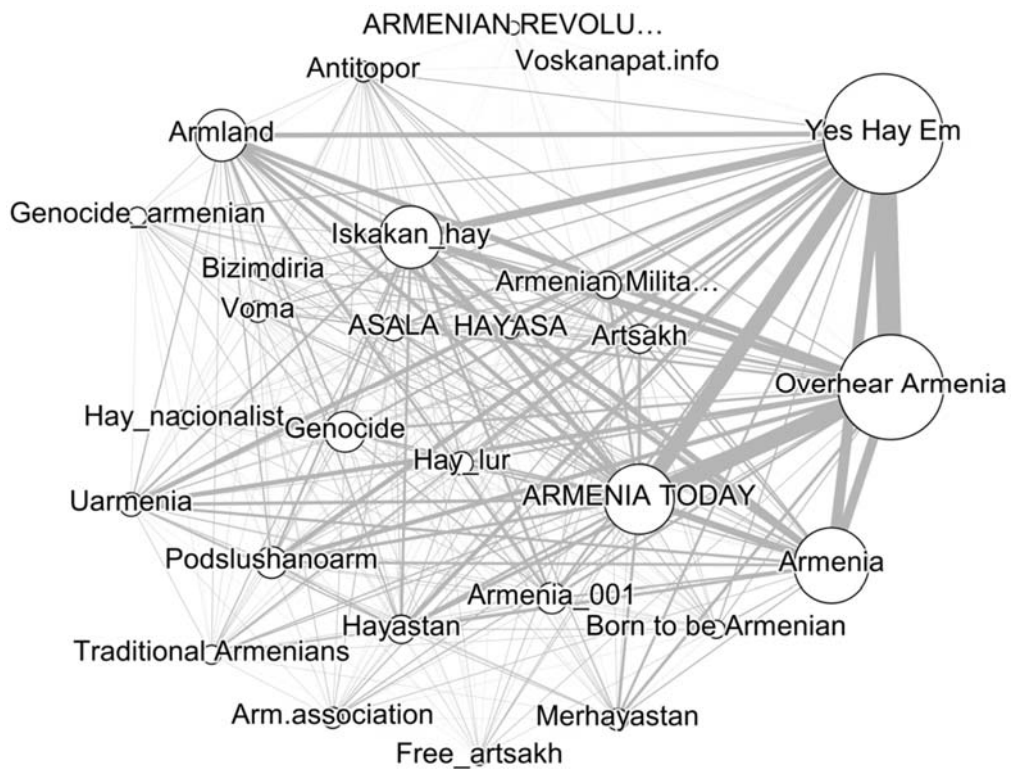 ARMENIAN REVOLU…
Voskanapat.info
Antitopor
Armland
Yes Hay Em
Genocide_armenian
Iskakan_hay
Bizimdiria
Armenian Milita…
Voma
ASALA
HAYASA
Artsakh
Overhear Armenia
Hay_nacionalist
Genocide
Hay_lur
Uarmenia
ARMENIA TODAY
Podslushanoarm
Armenia
Armenia_001
Hayastan
Born to be Armenian
Traditional Armenians
Arm.association
Merhayastan
Free_artsakh